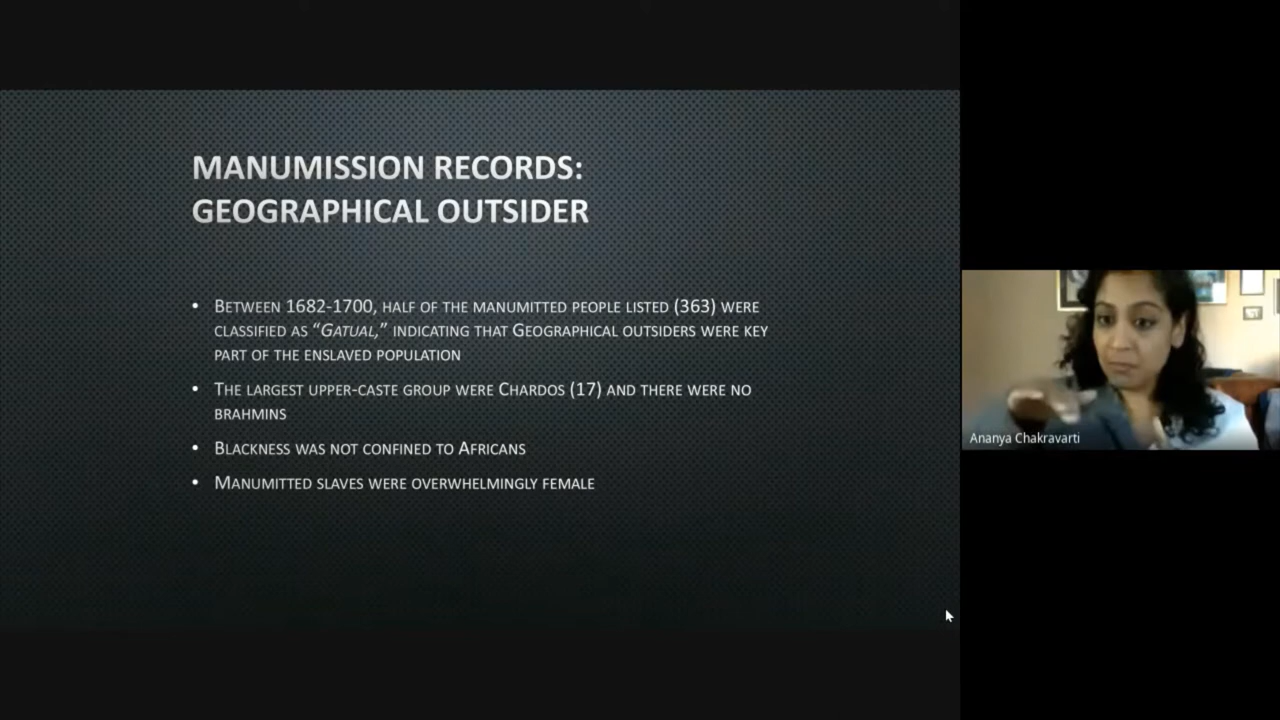 MANUMISSION RECORDS:
GEOGRAPHICAL OUTSIDER
• BETWEEN 1682-1700, HALF OF THE MANUMITTED PEOPLE LISTED (363) WERE
CLASSIFIED AS “GATUAL,” INDICATING THAT GEOGRAPHICAL OUTSIDERS WERE KEY
PART OF THE ENSLAVED POPULATION
• THE LARGEST UPPER-CASTE GROUP WERE CHARDOS (17) AND THERE WERE NO
BRAHMINS
• BLACKNESS WAS NOT CONFINED TO AFRICANS
• MANUMITTED SLAVES WERE OVERWHELMINGLY FEMALE
Ananya Chakravarti